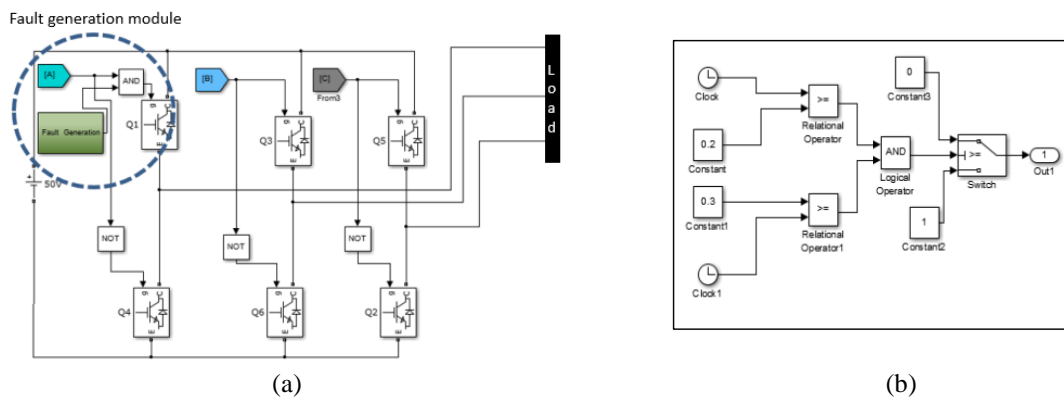 Fault generation module
[A]
AND
[B]
[C]
From3
Fault Generation
Q1
g
C
E
Q3
g
C
E
Q5
g
C
E
L
o
a
d
+
50V
NOT
NOT
NOT
Q4
g
C
E
Q6
g
C
E
Q2
g
C
E
(a)
Clock
0
Constant3
>=
Relational
Operator
0.2
Constant
AND
Logical
Operator
>=
Switch
1
Out1
0.3
Constant1
>=
Relational
Operator1
1
Constant2
Clock1
(b)